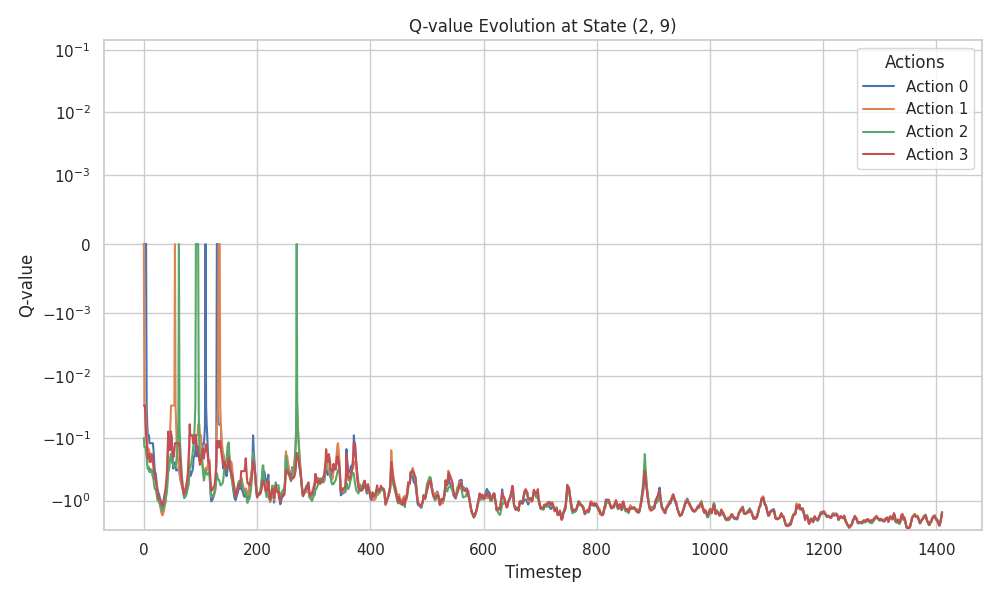 Q-value Evolution at State (2, 9)
10⁻¹
10⁻²
10⁻³
0
−10⁻³
−10⁻²
−10⁻¹
−10⁰
Q-value
Actions
Action 0
Action 1
Action 2
Action 3
0 200 400 600 800 1000 1200 1400
Timestep